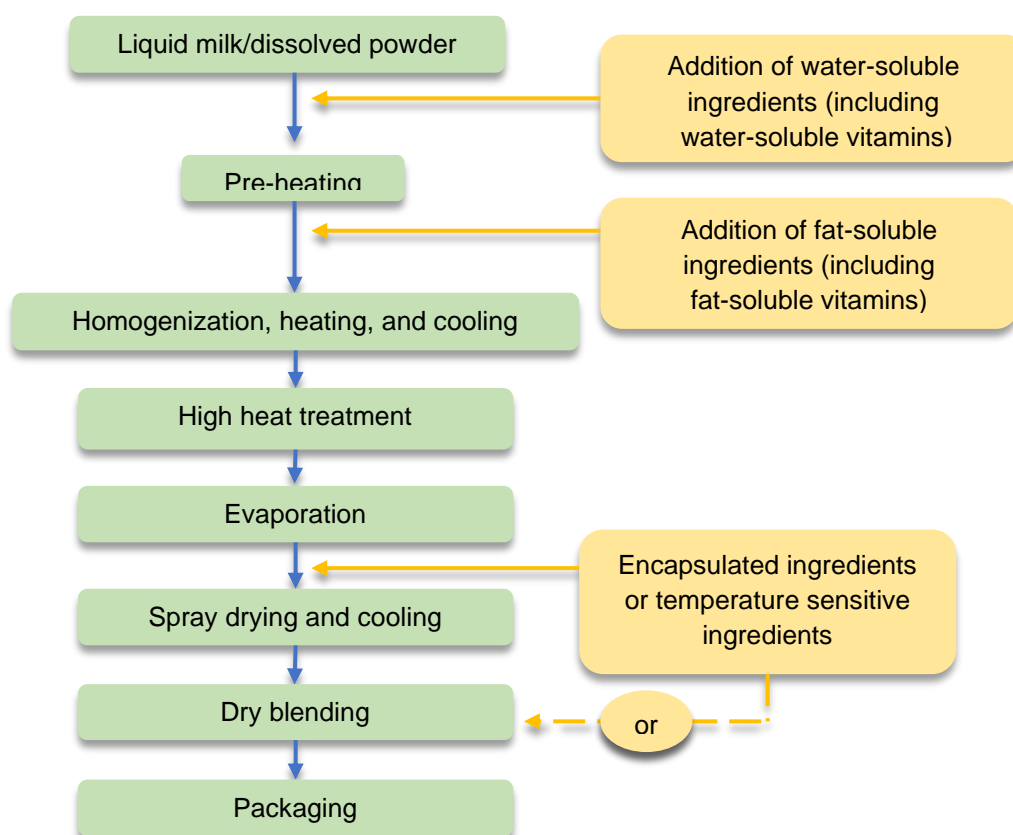 Liquid milk/dissolved powder
Addition of water-soluble
ingredients (including
water-soluble vitamins)
Pre-heating
Addition of fat-soluble
ingredients (including
fat-soluble vitamins)
Homogenization, heating, and cooling
High heat treatment
Evaporation
Encapsulated ingredients
or temperature sensitive
ingredients
Spray drying and cooling
Dry blending
or
Packaging